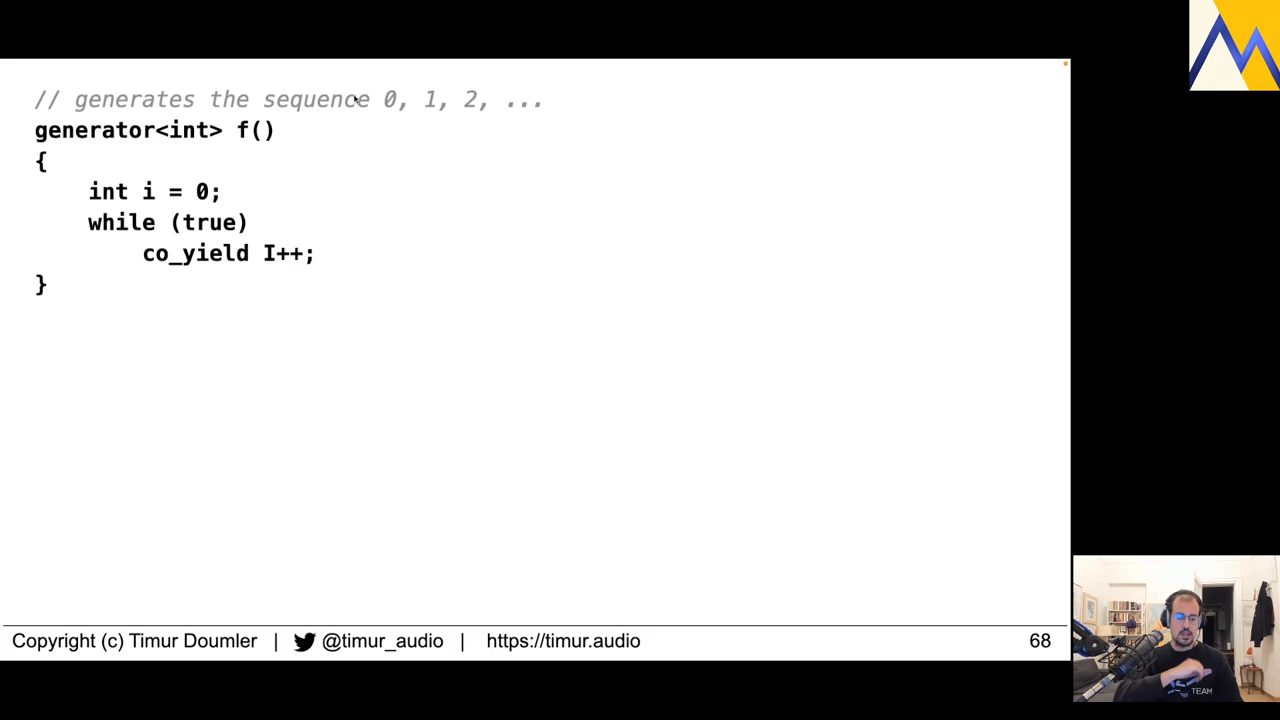 // generates the sequence 0, 1, 2, ...
generator<int> f()
{
int i = 0;
while (true)
co_yield I++;
}
Copyright (c) Timur Doumler | @timur_audio | https://timur.audio 68
TEAM